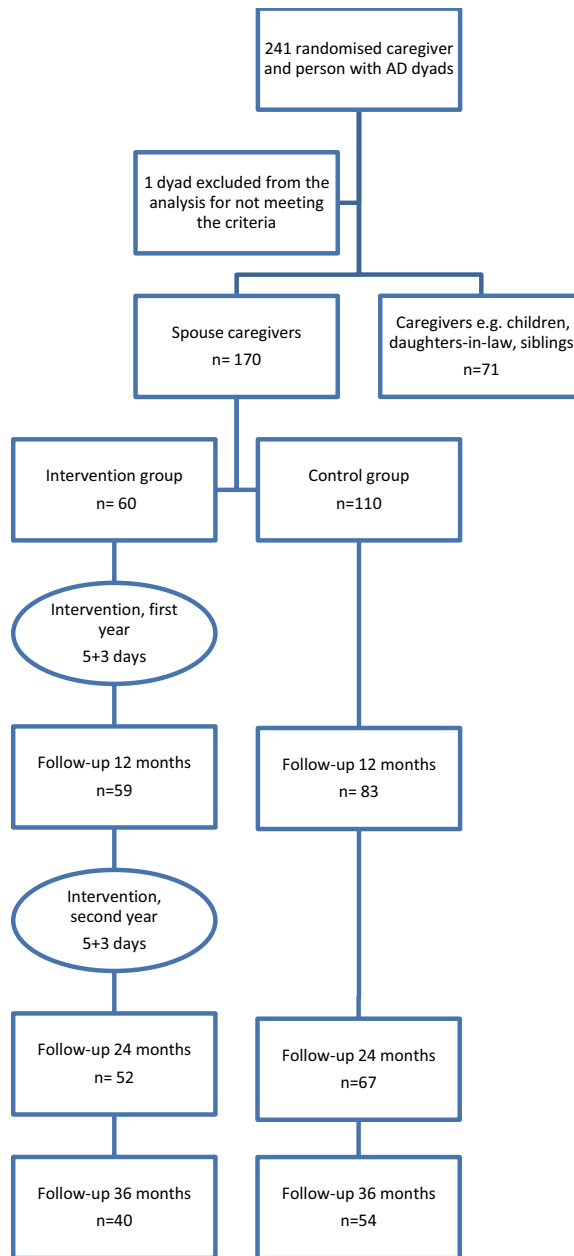 241 randomised caregiver
and person with AD dyads
1 dyad excluded from the
analysis for not meeting
the criteria
Spouse caregivers
n= 170
Caregivers e.g. children,
daughters-in-law, siblings
n=71
Intervention group
n= 60
Control group
n=110
Intervention, first
year
5+3 days
Follow-up 12 months
n=59
Follow-up 12 months
n= 83
Intervention,
second year
5+3 days
Follow-up 24 months
n= 52
Follow-up 24 months
n=67
Follow-up 36 months
n=40
Follow-up 36 months
n=54